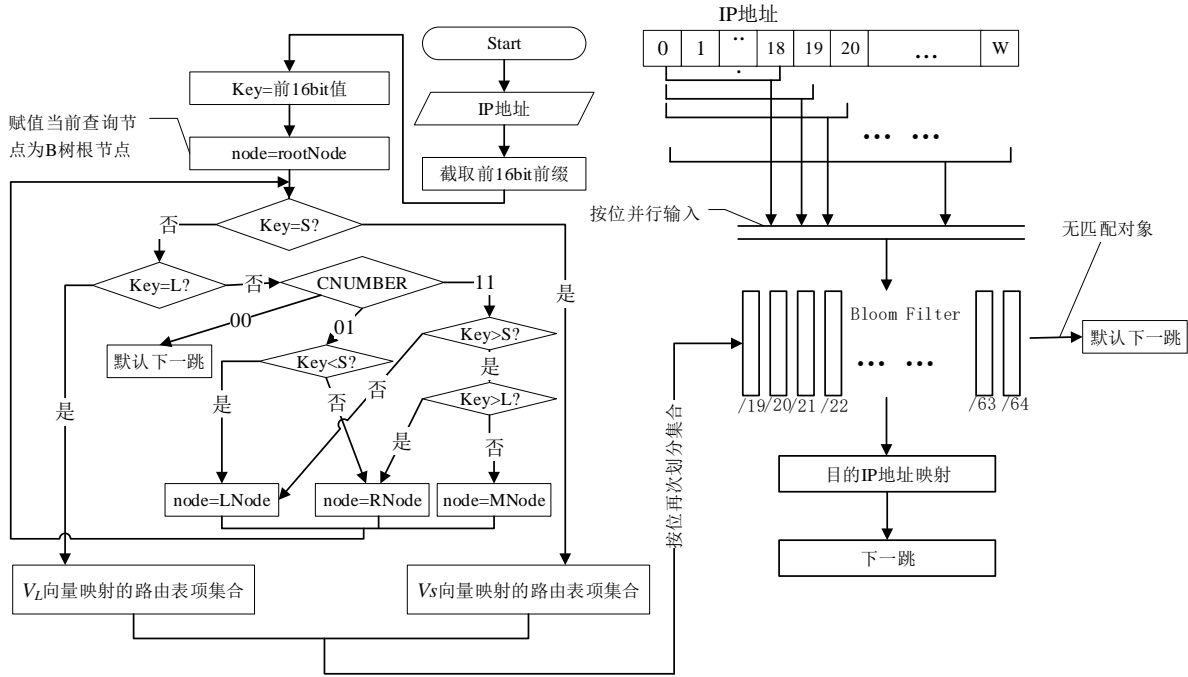 Start
IP地址
截取前16bit前缀
Key=前16bit值
赋值当前查询节
点为B树根节点
node=rootNode
Key=S?
否
是
Key=L?
否
是
CNUMBER
00
01
11
默认下一跳
Key<S?
是
否
Key>S?
否
是
Key>L?
是
否
node=LNode
node=RNode
node=MNode
VL向量映射的路由表项集合
Vs向量映射的路由表项集合
按位再次划分集合
IP地址
0 1 ... 18 19 20 ... W
... ...
按位并行输入
无匹配对象
Bloom Filter
... ...
/19 /20 /21 /22 /63 /64
默认下一跳
目的IP地址映射
下一跳